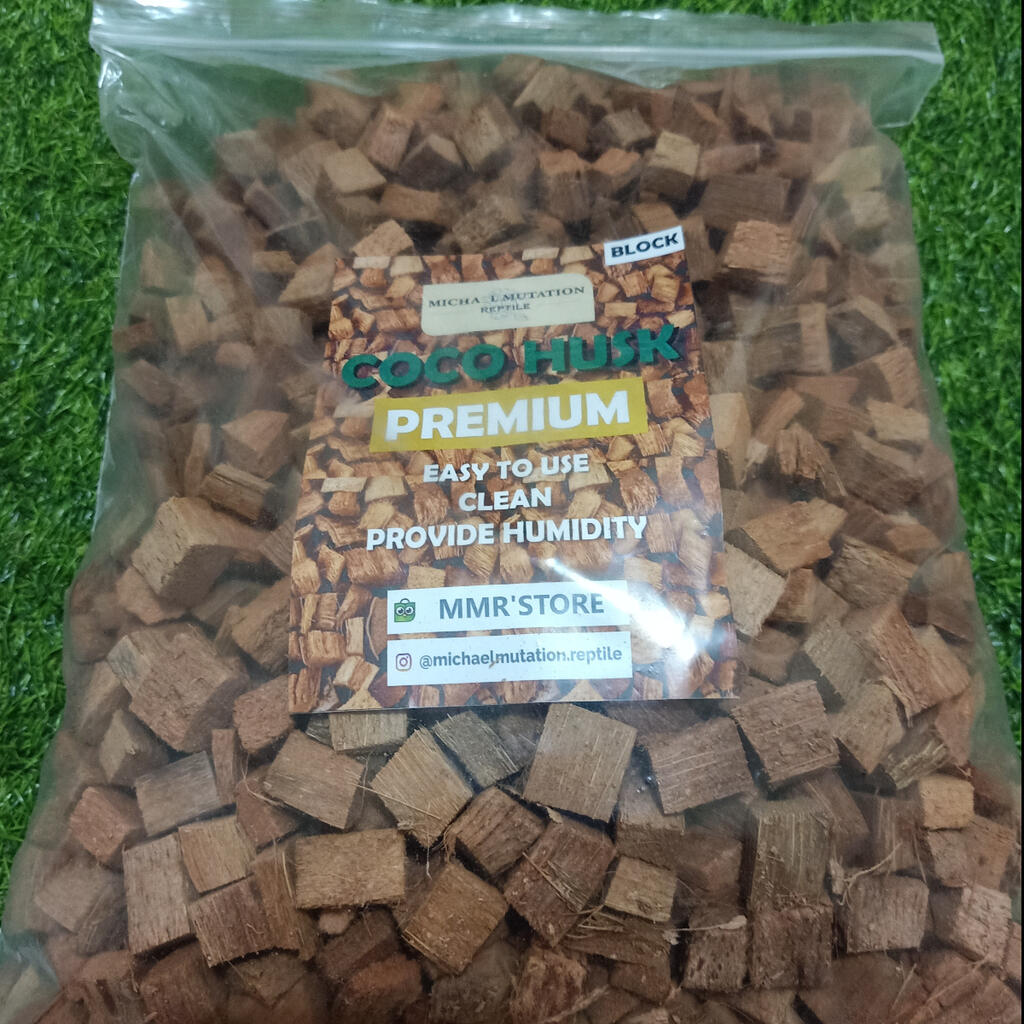 BLOCK
MICHAEL MUTATION
REPTILE
COCO HUSK
PREMIUM
EASY TO USE
CLEAN
PROVIDE HUMIDITY
MMR'STORE
@michaelmutation.reptile